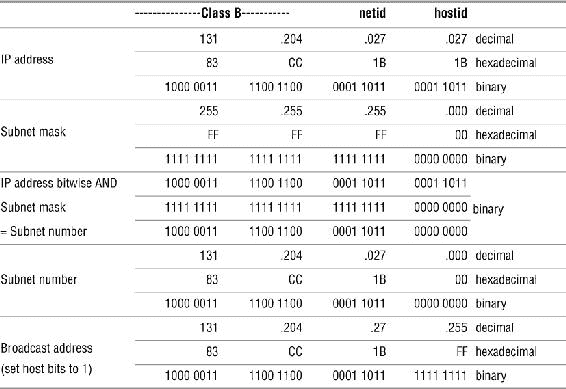 ---------------Class B----------- netid hostid
131 .204 .027 .027 decimal
IP address 83 CC 1B 1B hexadecimal
1000 0011 1100 1100 0001 1011 0001 1011 binary
255 .255 .255 .000 decimal
Subnet mask FF FF FF 00 hexadecimal
1111 1111 1111 1111 1111 1111 0000 0000 binary
IP address bitwise AND 1000 0011 1100 1100 0001 1011 0001 1011
Subnet mask 1111 1111 1111 1111 1111 1111 0000 0000 binary
= Subnet number 1000 0011 1100 1100 0001 1011 0000 0000
131 .204 .027 .000 decimal
Subnet number 83 CC 1B 00 hexadecimal
1000 0011 1100 1100 0001 1011 0000 0000 binary
131 .204 .27 .255 decimal
Broadcast address 83 CC 1B FF hexadecimal
(set host bits to 1) 1000 0011 1100 1100 0001 1011 1111 1111 binary